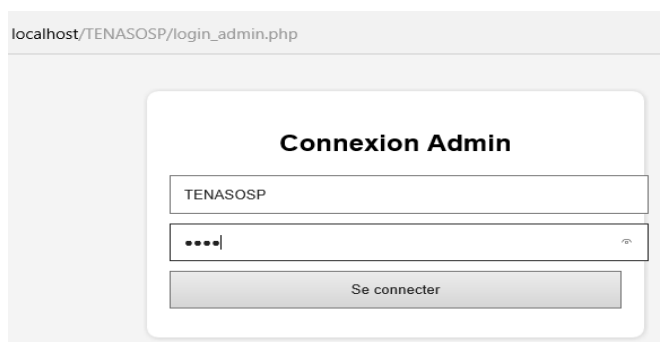 localhost/TENASOSP/login_admin.php
Connexion Admin
TENASOSP
••••
Se connecter